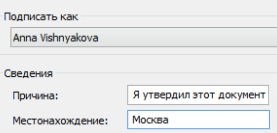 Подписать как
Anna Vishnyakova
Сведения
Причина: Я утвердил этот документ
Местонахождение: Москва